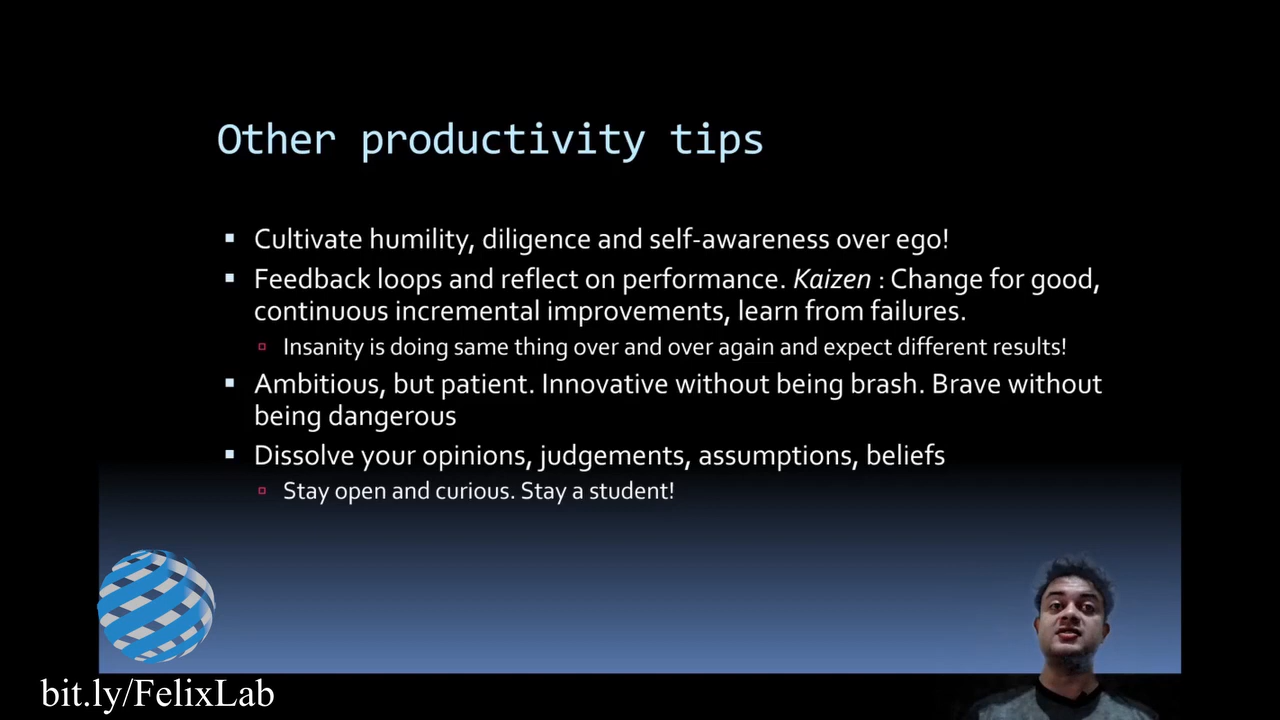 Other productivity tips
Cultivate humility, diligence and self-awareness over ego!
Feedback loops and reflect on performance. Kaizen : Change for good,
continuous incremental improvements, learn from failures.
Insanity is doing same thing over and over again and expect different results!
Ambitious, but patient. Innovative without being brash. Brave without
being dangerous
Dissolve your opinions, judgements, assumptions, beliefs
Stay open and curious. Stay a student!
bit.ly/FelixLab